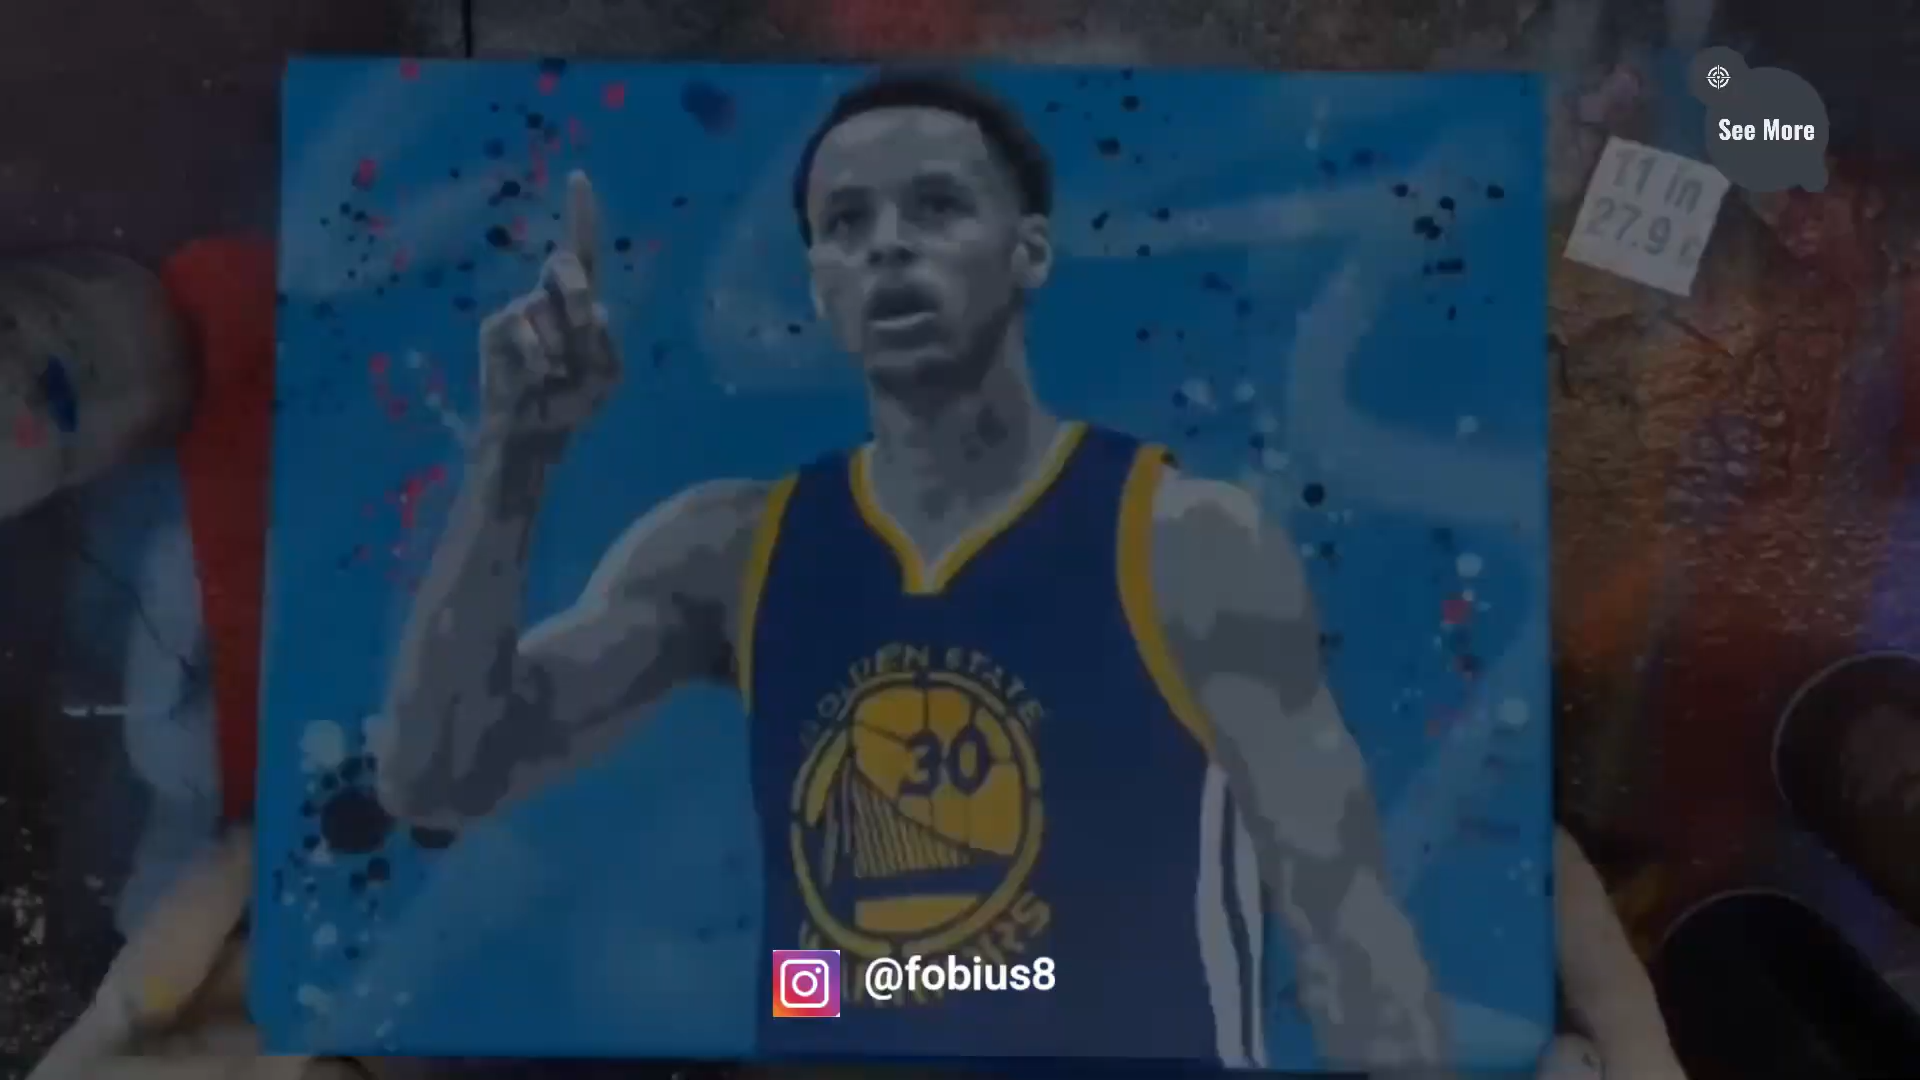 See More
11 in
27.9 c
GOLDEN STATE
30
@fobius8